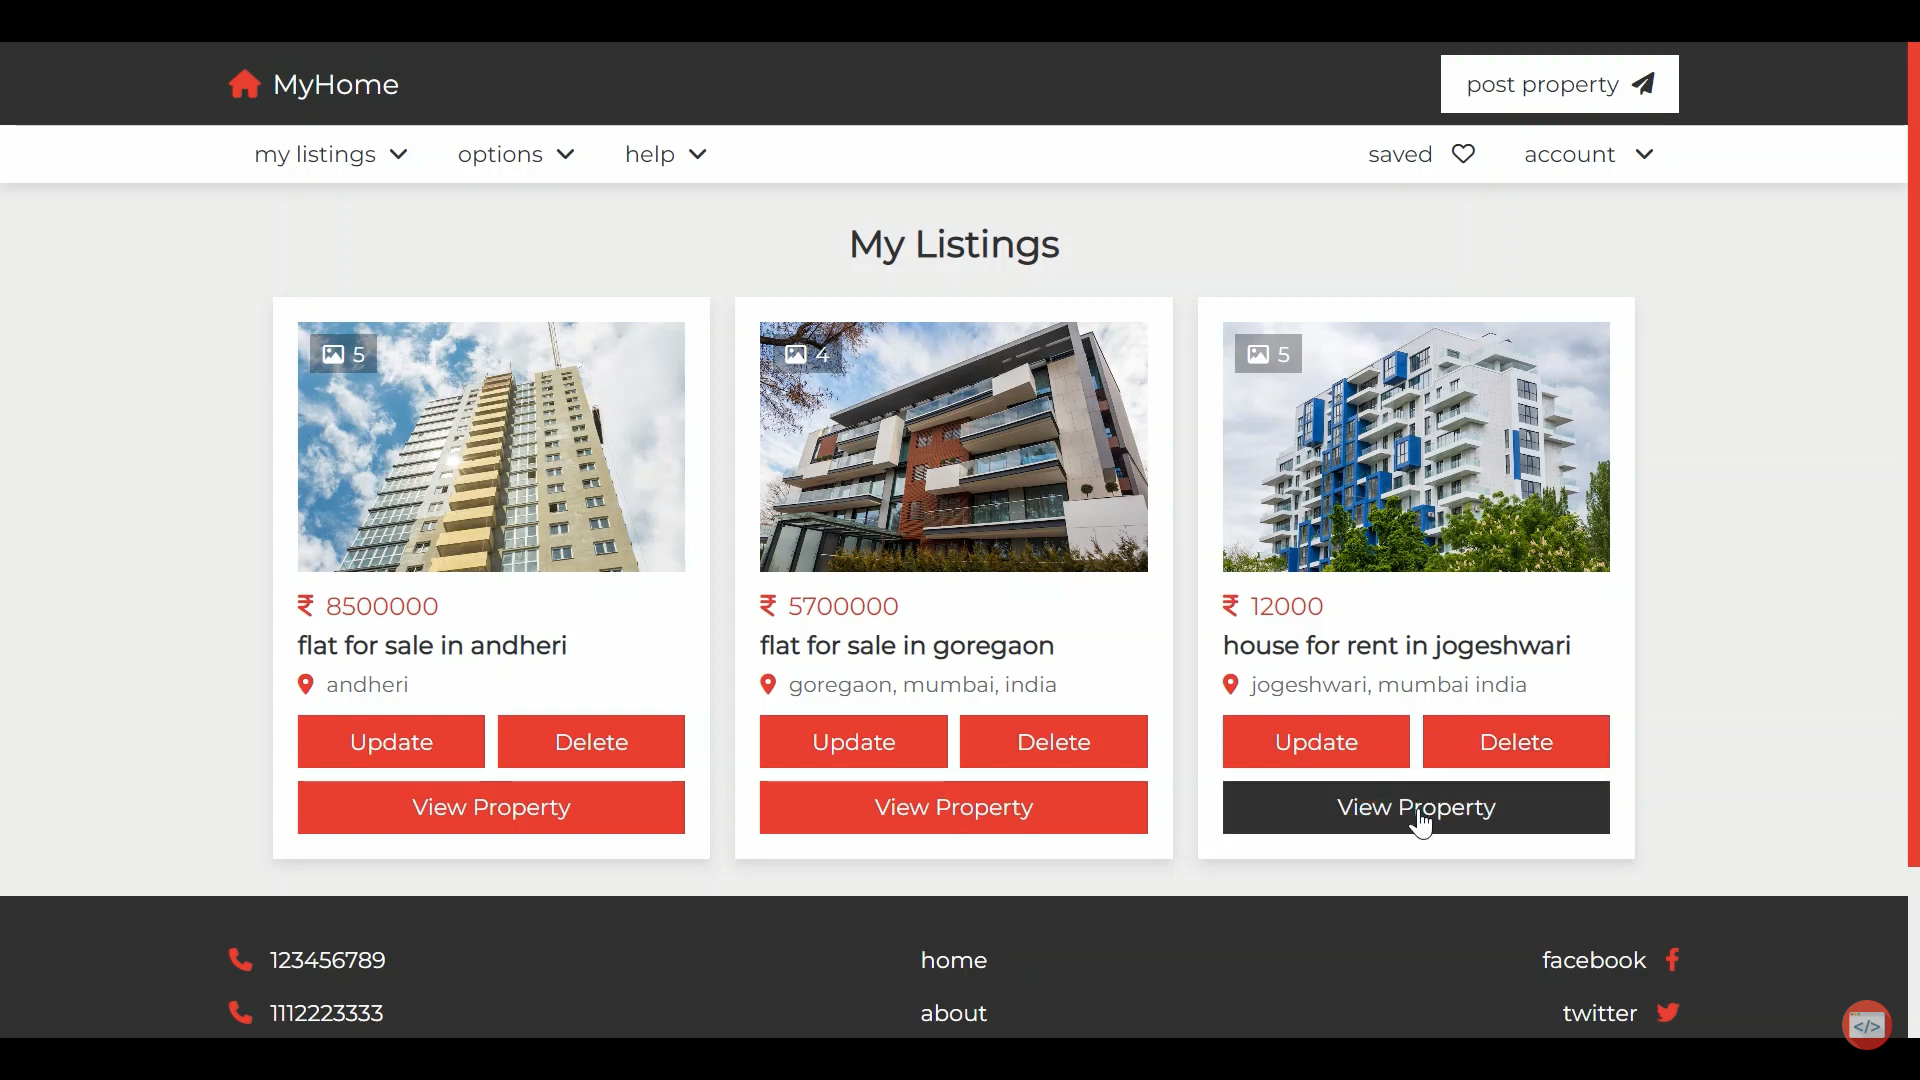 MyHome
post property
my listings options help saved account
My Listings
5
4
5
₹ 8500000
flat for sale in andheri
andheri
Update Delete
View Property
₹ 5700000
flat for sale in goregaon
goregaon, mumbai, india
Update Delete
View Property
₹ 12000
house for rent in jogeshwari
jogeshwari, mumbai india
Update Delete
View Property
123456789
1112223333
home
about
facebook
twitter
</>